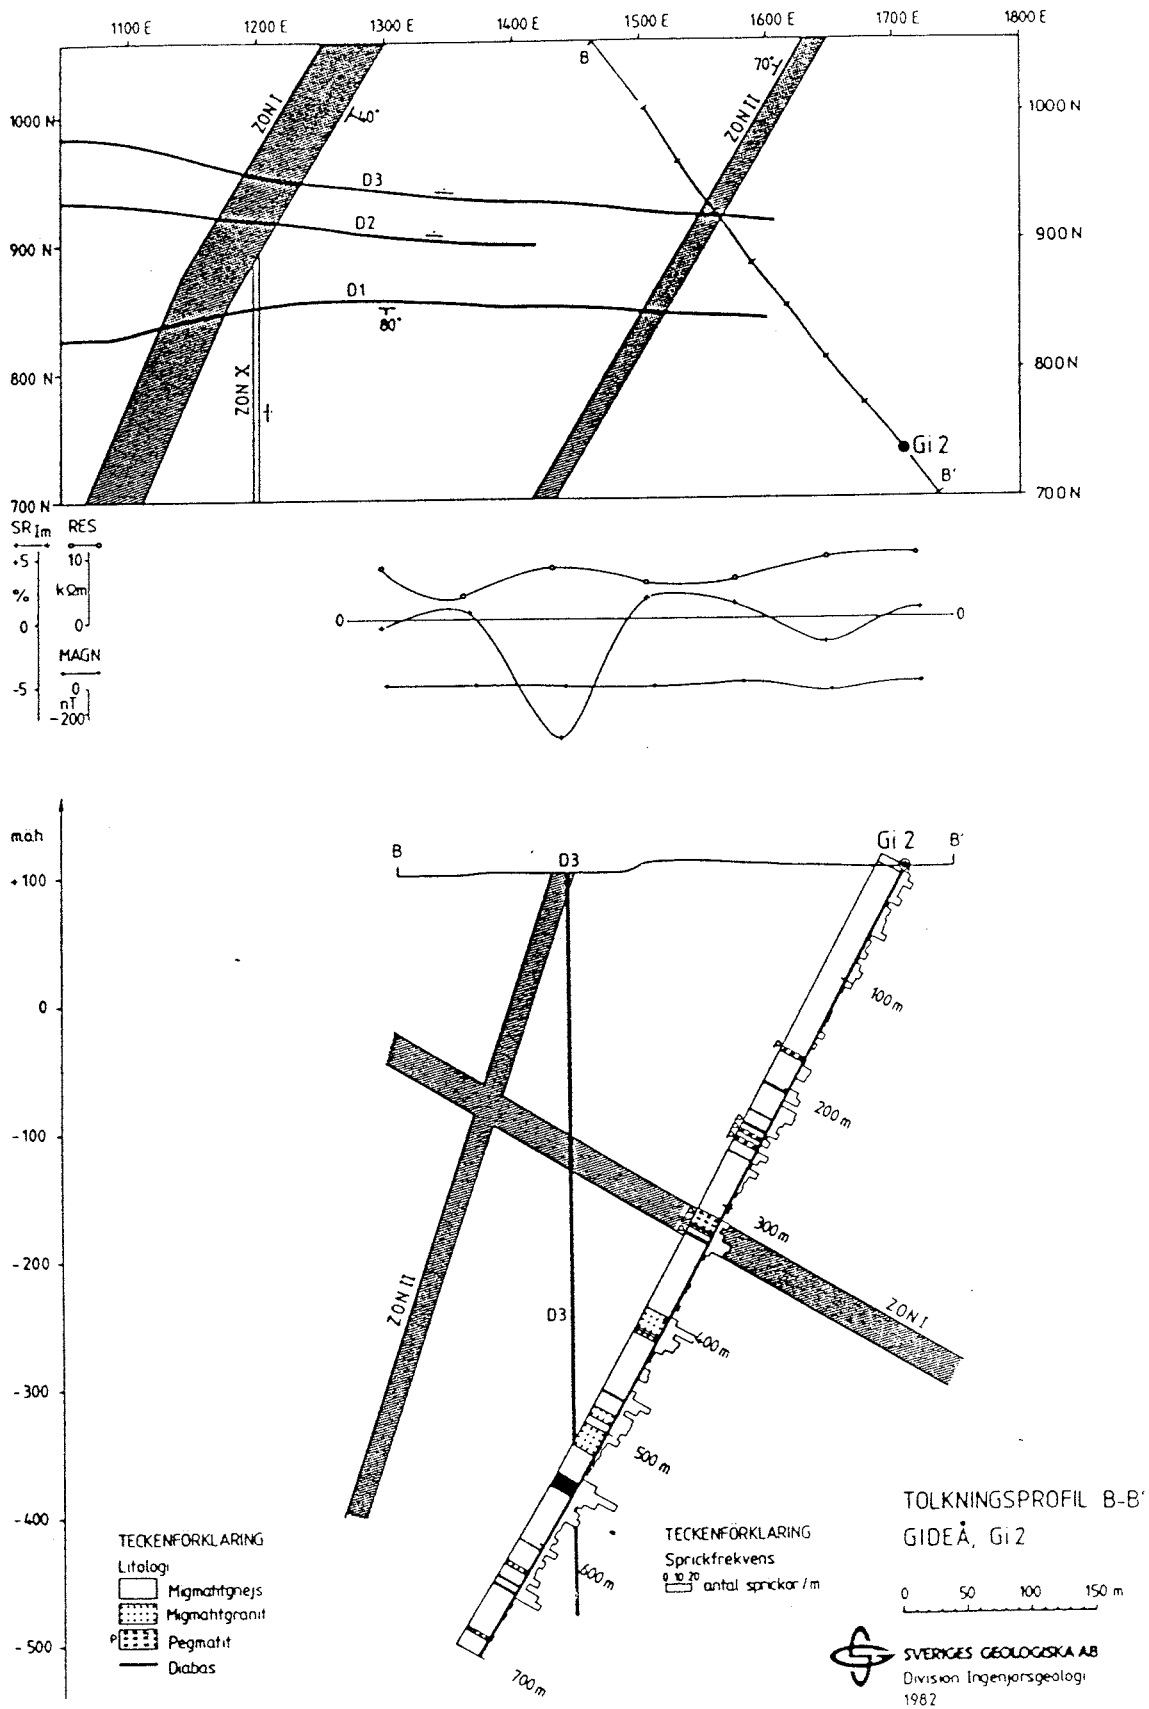 1100 E 1200 E 1300 E 1400 E 1500 E 1600 E 1700 E 1800 E
B
70°
ZON I
40°
ZON II
1000 N
1000 N
D3
D2
900 N
900 N
D1
80°
ZON X
800 N
800 N
Gi 2
B'
700 N
700 N
SR Im RES
+5 10
% kΩm
0 0
0 0
MAGN
-5 0
nT
-200
m.ö.h
B D3 Gi 2 B'
+100
100 m
0
P
200 m
-100
300 m
-200
ZON II
D3
ZON I
400 m
-300
500 m
-400
600 m
-500
700 m
TECKENFÖRKLARING
Litologi
Migmatitgnejs
Migmatitgranit
P Pegmatit
Diabas
TECKENFÖRKLARING
Sprickfrekvens
0 10 20
antal sprickor / m
TOLKNINGSPROFIL B-B'
GIDEÅ, Gi 2
0 50 100 150 m
SVERIGES GEOLOGISKA AB
Division Ingenjörsgeologi
1982